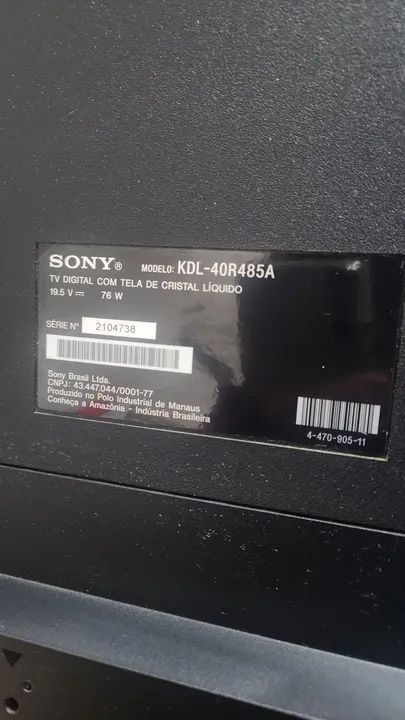 SONY® MODELO: KDL-40R485A
TV DIGITAL COM TELA DE CRISTAL LÍQUIDO
19.5 V ⎓ 76 W
SÉRIE Nº 2104738
Sony Brasil Ltda.
CNPJ: 43.447.044/0001-77
Produzido no Polo Industrial de Manaus
Conheça a Amazônia - Indústria Brasileira
4-470-905-11